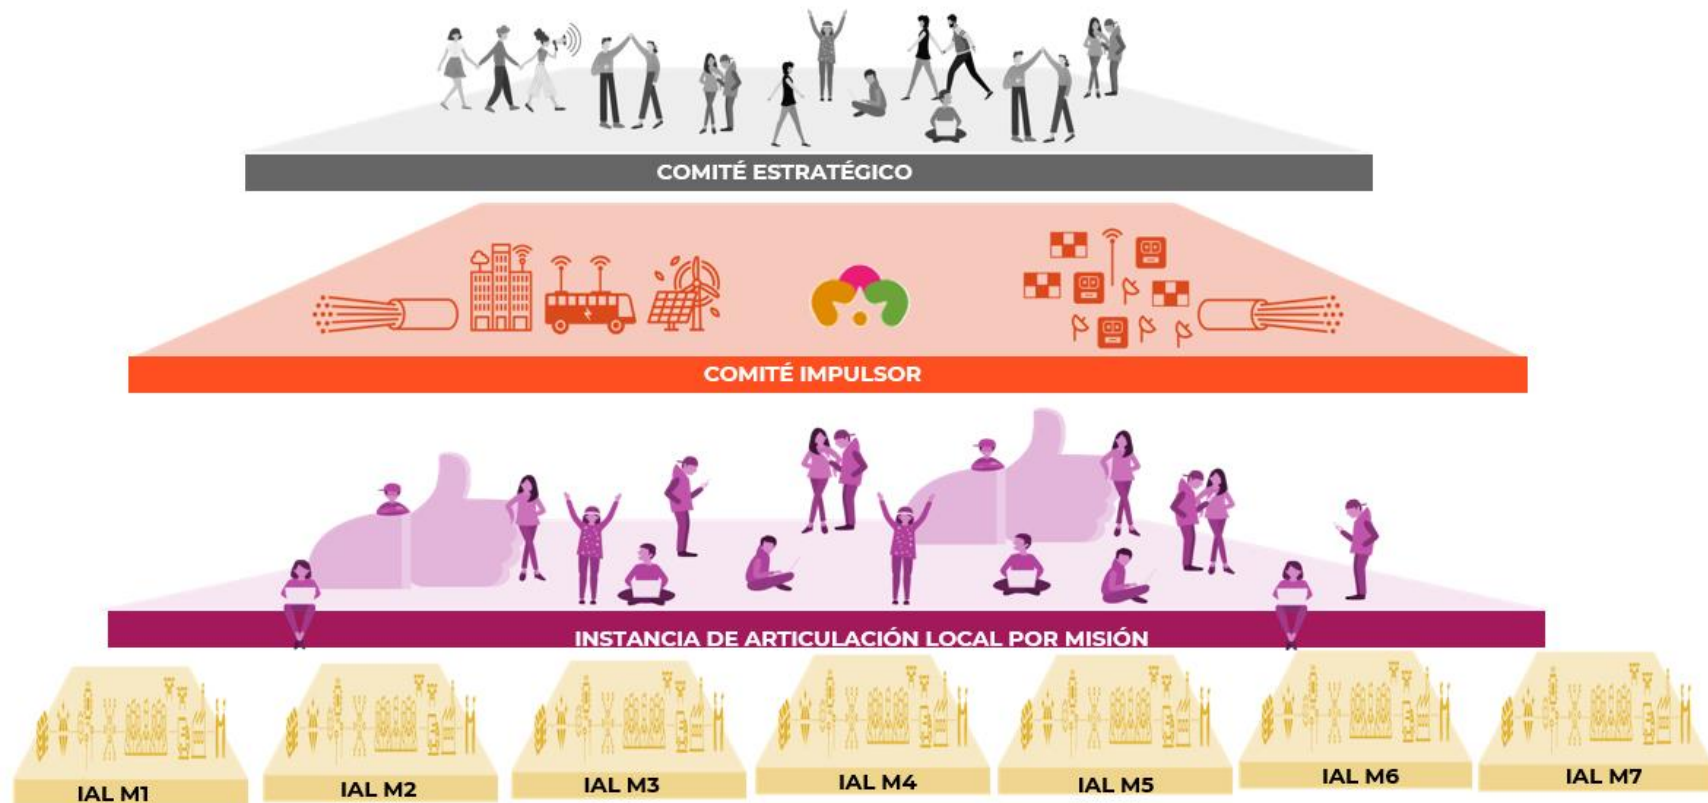 COMITÉ ESTRATÉGICO
COMITÉ IMPULSOR
INSTANCIA DE ARTICULACIÓN LOCAL POR MISIÓN
IAL M1
IAL M2
IAL M3
IAL M4
IAL M5
IAL M6
IAL M7